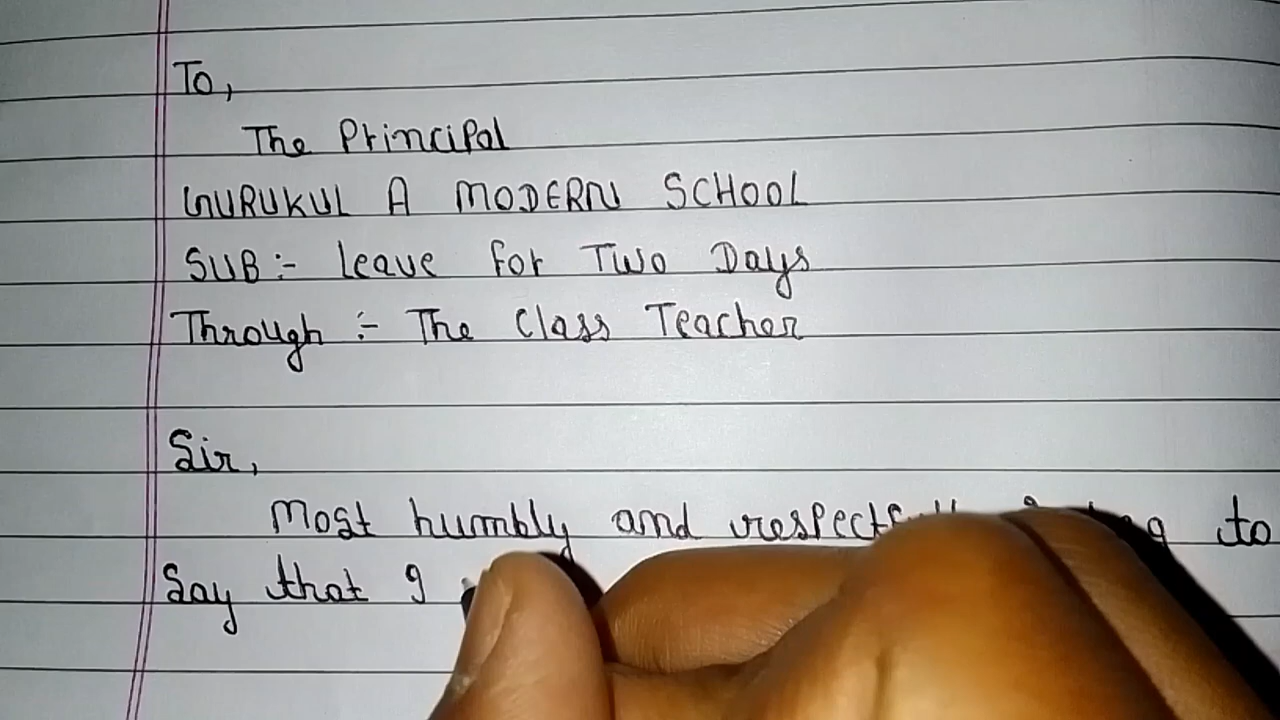 To,
The Principal
GURUKUL A MODERN SCHOOL
SUB :- leave for Two Days
Through :- The Class Teacher
Sir,
Most humbly and to
Say that I